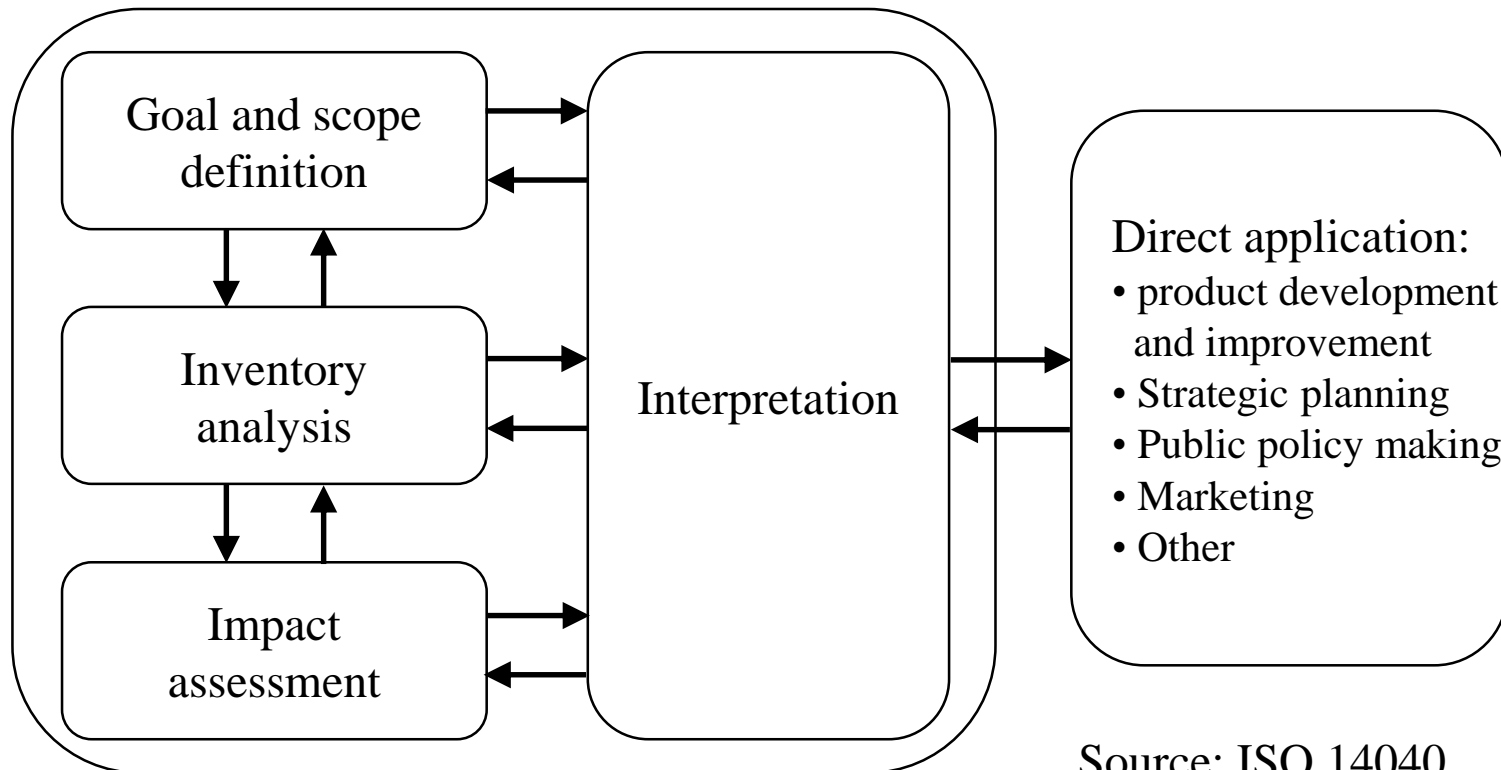 Goal and scope
definition
Inventory
analysis
Impact
assessment
Interpretation
Direct application:
• product development
and improvement
• Strategic planning
• Public policy making
• Marketing
• Other
Source: ISO 14040